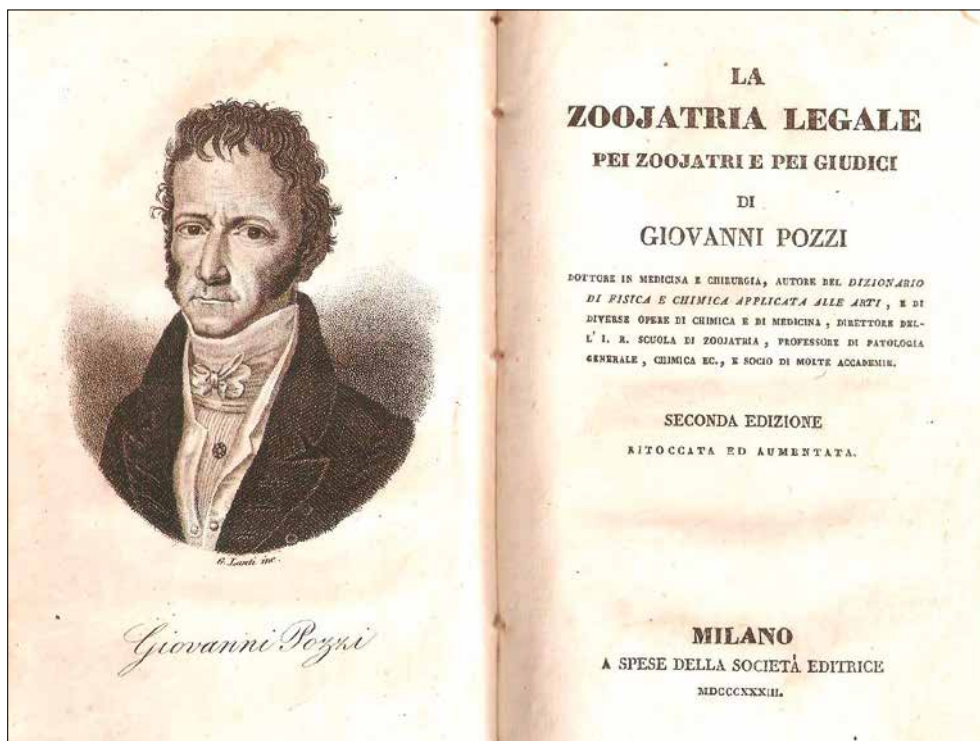 G. Lanti inc.
Giovanni Pozzi
LA
ZOOJATRIA LEGALE
PEI ZOOJATRI E PEI GIUDICI
DI
GIOVANNI POZZI
DOTTORE IN MEDICINA E CHIRURGIA, AUTORE DEL DIZIONARIO
DI FISICA E CHIMICA APPLICATA ALLE ARTI, E DI
DIVERSE OPERE DI CHIMICA E DI MEDICINA, DIRETTORE DEL-
L' I. R. SCUOLA DI ZOOJATRIA, PROFESSORE DI PATOLOGIA
GENERALE, CHIMICA EC., E SOCIO DI MOLTE ACCADEMIE.
SECONDA EDIZIONE
RITOCCATA ED AUMENTATA.
MILANO
A SPESE DELLA SOCIETÀ EDITRICE
MDCCCXXXIII.